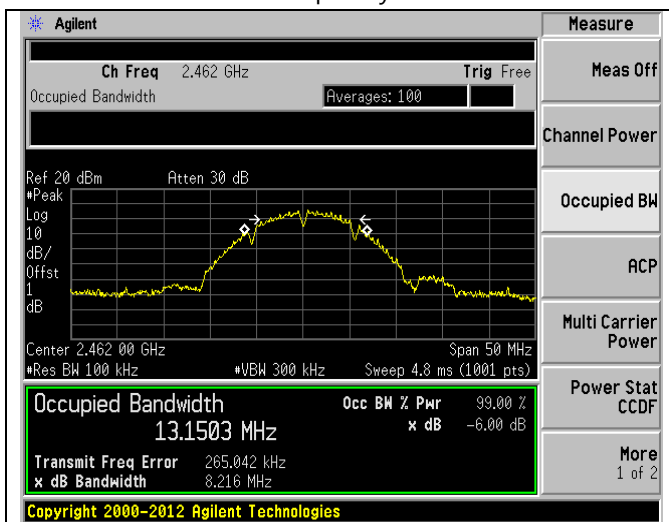 Agilent
Measure
Ch Freq 2.462 GHz Trig Free
Occupied Bandwidth Averages: 100
Meas Off
Channel Power
Occupied BW
ACP
Multi Carrier
Power
Power Stat
CCDF
More
1 of 2
Ref 20 dBm Atten 30 dB
#Peak
Log
10
dB/
Offst
1
dB
Center 2.462 00 GHz Span 50 MHz
#Res BW 100 kHz #VBW 300 kHz Sweep 4.8 ms (1001 pts)
Occupied Bandwidth Occ BW % Pwr 99.00 %
13.1503 MHz x dB -6.00 dB
Transmit Freq Error 265.042 kHz
x dB Bandwidth 8.216 MHz
Copyright 2000-2012 Agilent Technologies